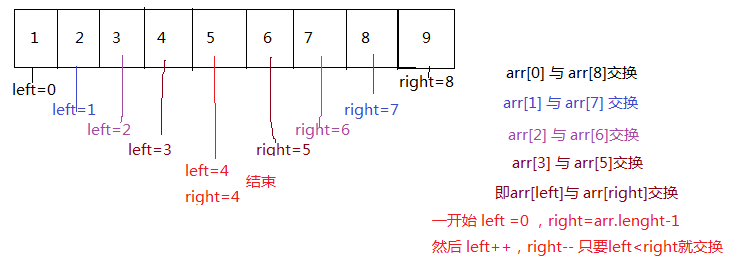 1 2 3 4 5 6 7 8 9
left=0
right=8
left=1
right=7
left=2
right=6
left=3
right=5
left=4
right=4
结束
arr[0] 与 arr[8]交换
arr[1] 与 arr[7] 交换
arr[2] 与 arr[6]交换
arr[3] 与 arr[5]交换
即arr[left]与 arr[right]交换
一开始 left =0 ，right=arr.lenght-1
然后 left++，right-- 只要left<right就交换